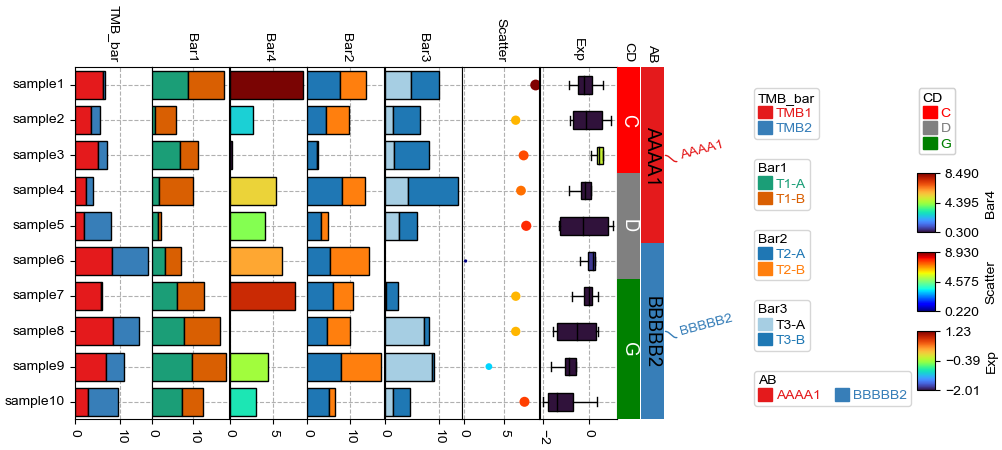 TMB_bar Bar1 Bar4 Bar2 Bar3 Scatter Exp CD AB
sample1
sample2
sample3
sample4
sample5
sample6
sample7
sample8
sample9
sample10
0 10 0 10 0 5 0 10 0 10 0 5 -2 0
C
D
G
AAAA1
BBBBB2
AAAA1
BBBBB2
TMB_bar
TMB1
TMB2
Bar1
T1-A
T1-B
Bar2
T2-A
T2-B
Bar3
T3-A
T3-B
AB
AAAA1 BBBBB2
CD
C
D
G
8.490
4.395
0.300
Bar4
8.930
4.575
0.220
Scatter
1.23
-0.39
-2.01
Exp